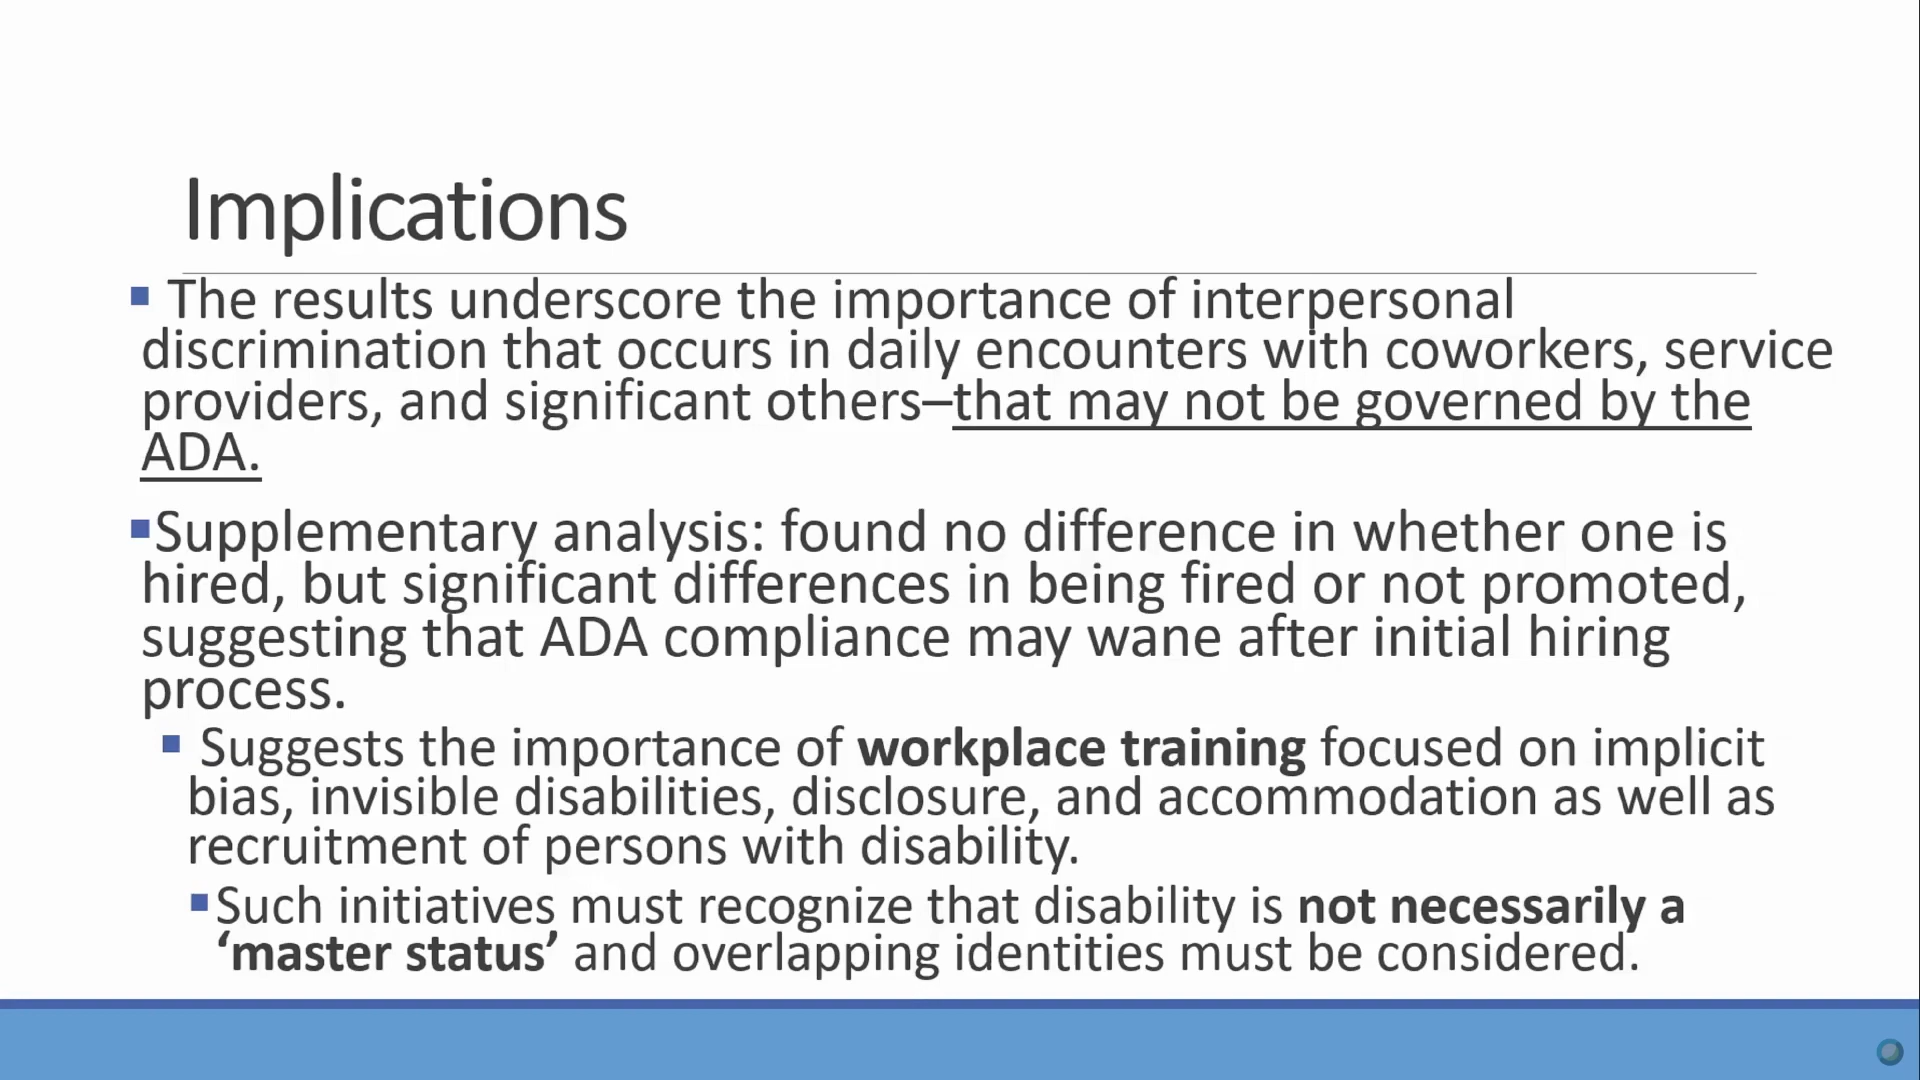 Implications
▪ The results underscore the importance of interpersonal
discrimination that occurs in daily encounters with coworkers, service
providers, and significant others–that may not be governed by the
ADA.
▪Supplementary analysis: found no difference in whether one is
hired, but significant differences in being fired or not promoted,
suggesting that ADA compliance may wane after initial hiring
process.
▪ Suggests the importance of workplace training focused on implicit
bias, invisible disabilities, disclosure, and accommodation as well as
recruitment of persons with disability.
▪Such initiatives must recognize that disability is not necessarily a
‘master status’ and overlapping identities must be considered.